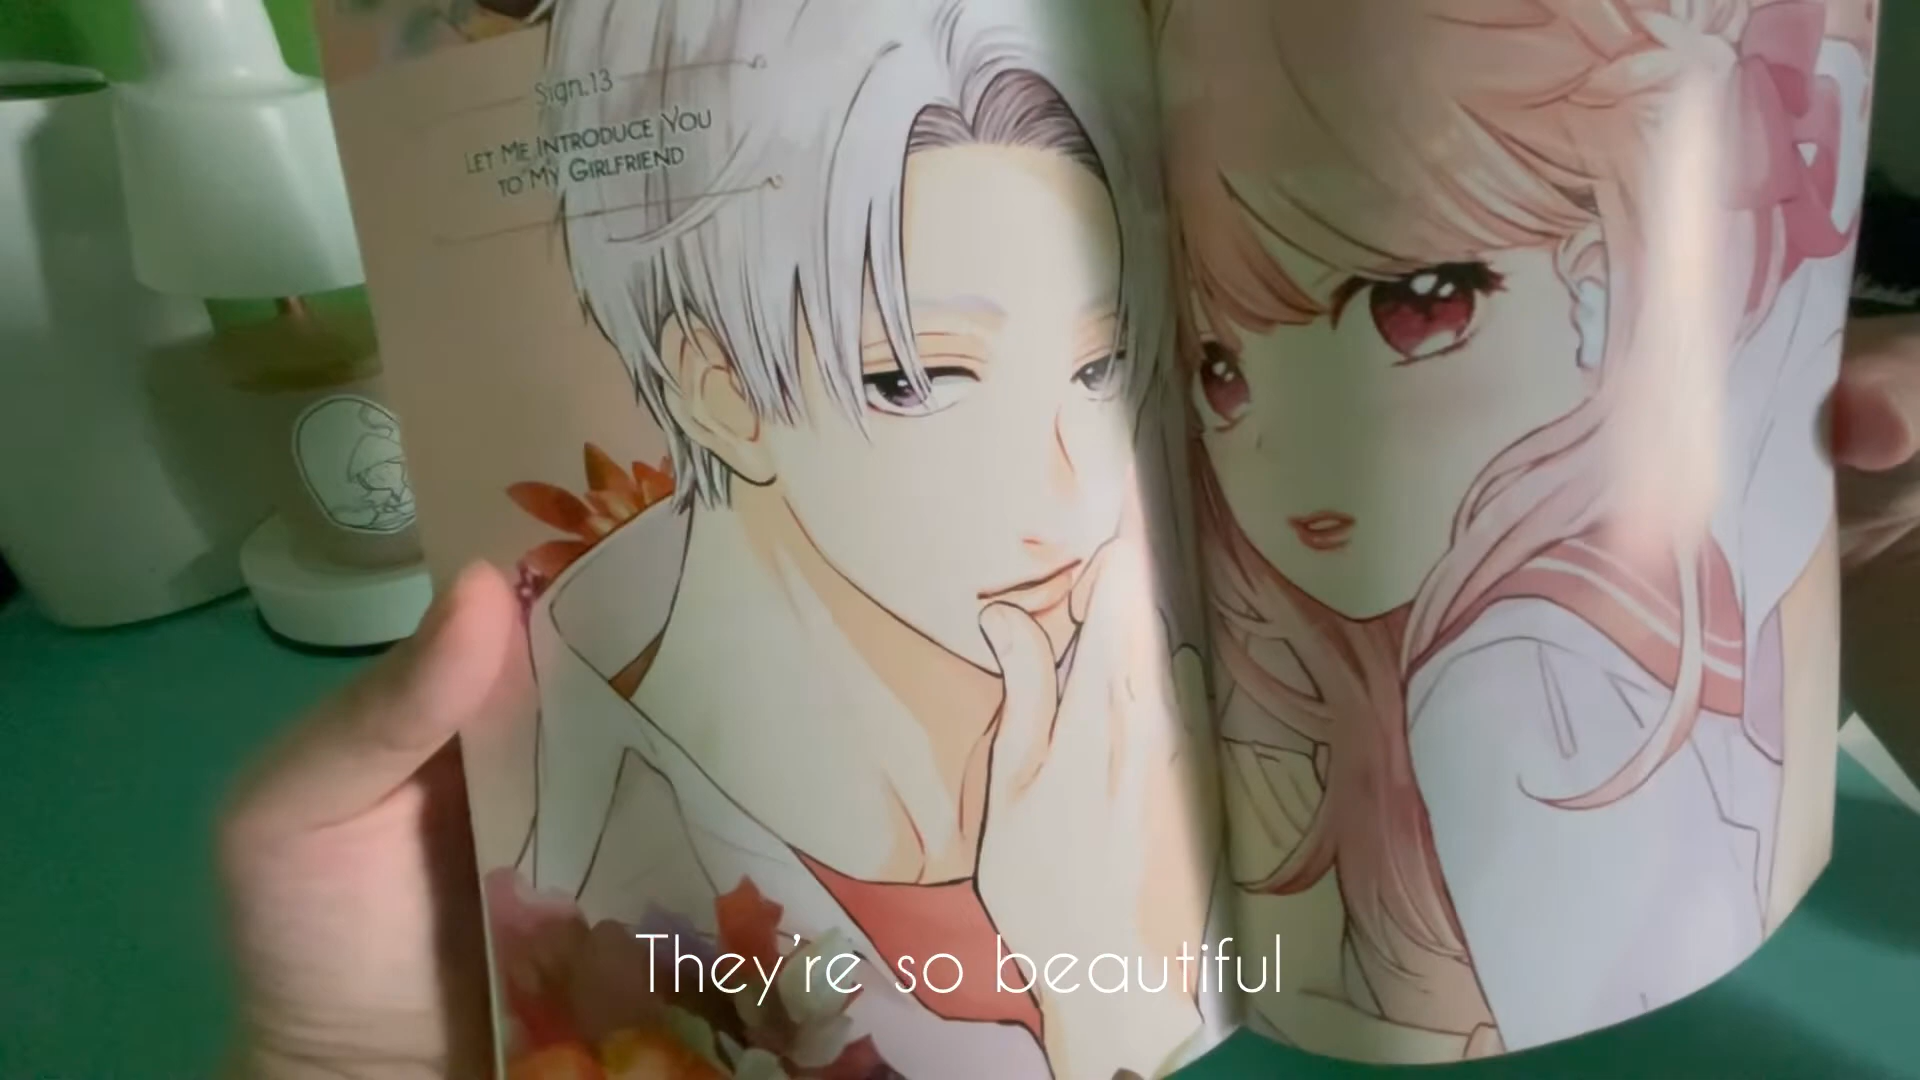 Sign.13
Let Me Introduce You
to My Girlfriend
They're so beautiful